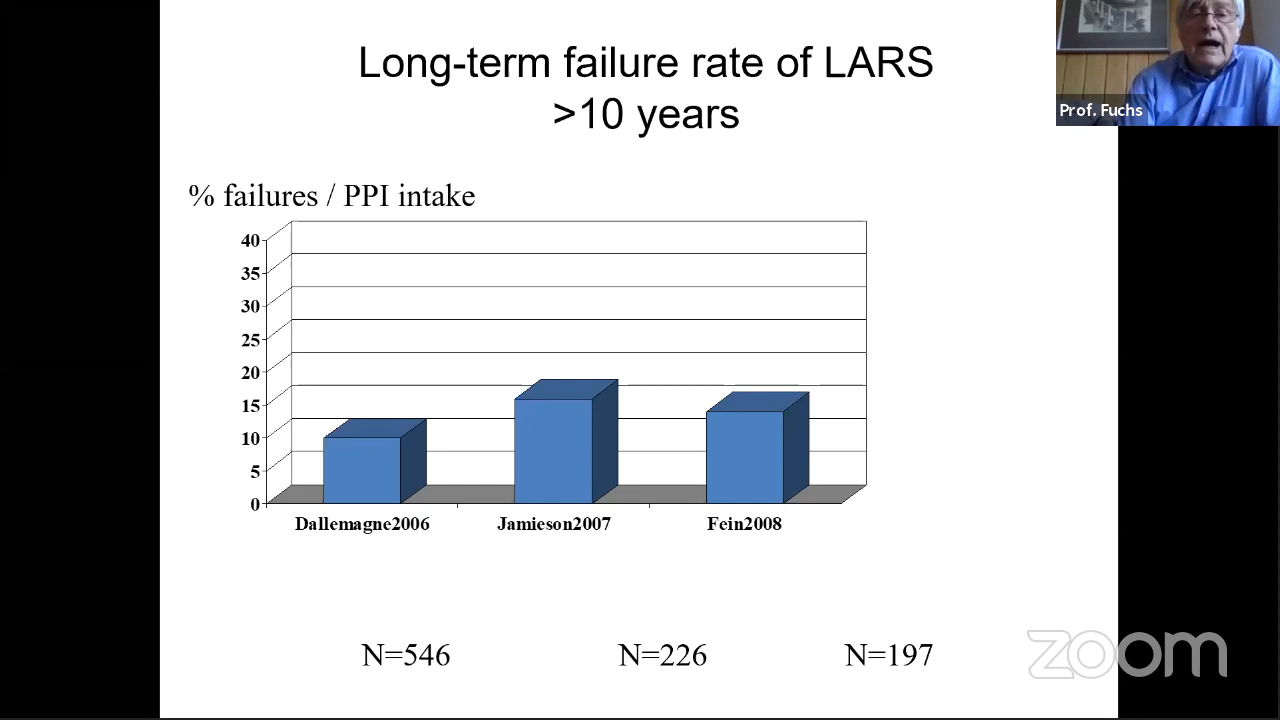 Long-term failure rate of LARS
>10 years
Prof. Fuchs
% failures / PPI intake
40
35
30
25
20
15
10
5
0
Dallemagne2006 Jamieson2007 Fein2008
N=546 N=226 N=197
zoom